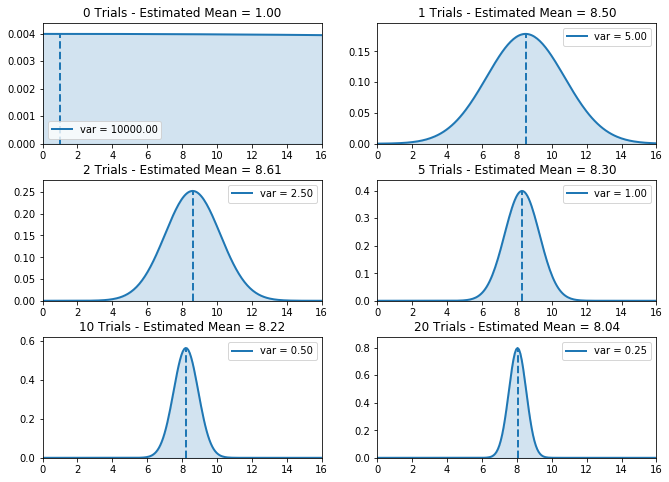 0 Trials - Estimated Mean = 1.00
0.004
0.003
0.002
0.001
0.000
var = 10000.00
0 2 4 6 8 10 12 14 16
1 Trials - Estimated Mean = 8.50
0.15
0.10
0.05
0.00
var = 5.00
0 2 4 6 8 10 12 14 16
2 Trials - Estimated Mean = 8.61
0.25
0.20
0.15
0.10
0.05
0.00
var = 2.50
0 2 4 6 8 10 12 14 16
5 Trials - Estimated Mean = 8.30
0.4
0.3
0.2
0.1
0.0
var = 1.00
0 2 4 6 8 10 12 14 16
10 Trials - Estimated Mean = 8.22
0.6
0.4
0.2
0.0
var = 0.50
0 2 4 6 8 10 12 14 16
20 Trials - Estimated Mean = 8.04
0.8
0.6
0.4
0.2
0.0
var = 0.25
0 2 4 6 8 10 12 14 16